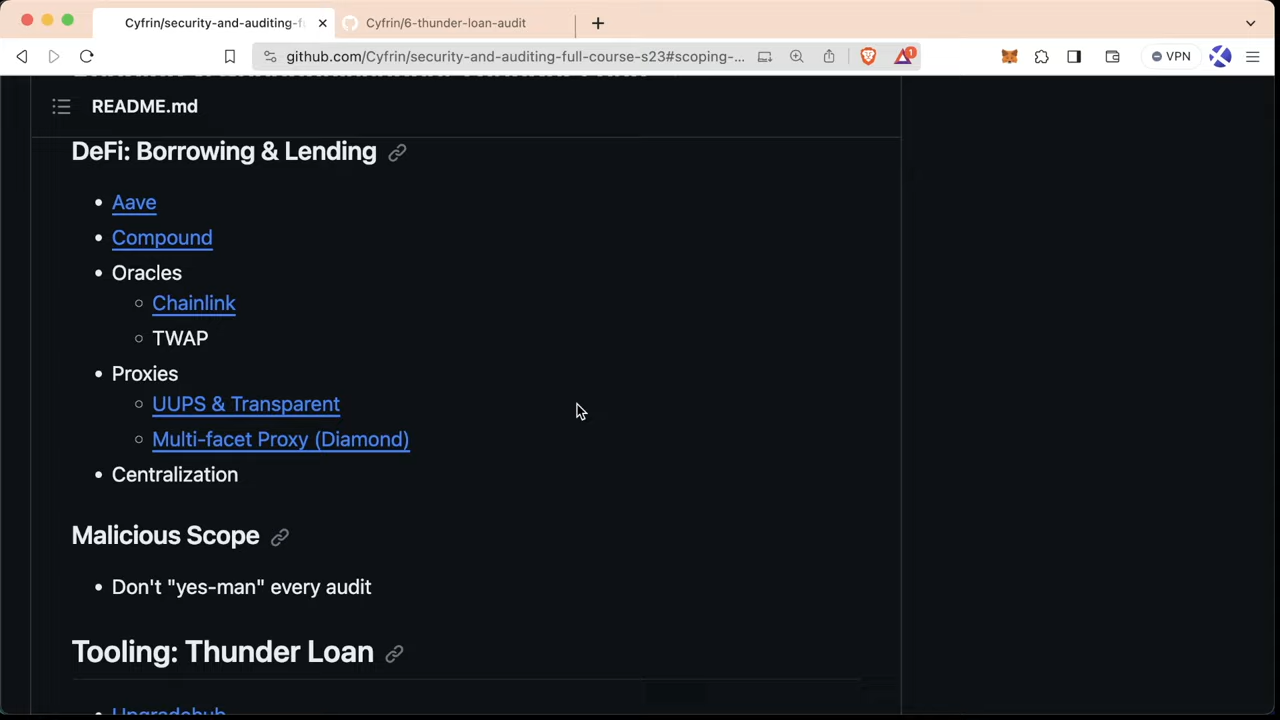 Cyfrin/security-and-auditing-f
Cyfrin/6-thunder-loan-audit
github.com/Cyfrin/security-and-auditing-full-course-s23#scoping-...
1
VPN
README.md
DeFi: Borrowing & Lending
Aave
Compound
Oracles
Chainlink
TWAP
Proxies
UUPS & Transparent
Multi-facet Proxy (Diamond)
Centralization
Malicious Scope
Don't "yes-man" every audit
Tooling: Thunder Loan
Upgradehub